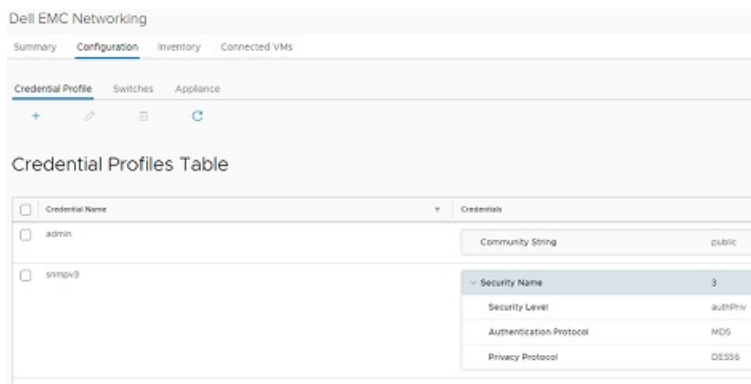 Dell EMC Networking
Summary Configuration Inventory Connected VMs
Credential Profile Switches Appliance
Credential Profiles Table
Credential Name Credentials
admin
Community String public
snmpv3
Security Name 3
Security Level authPriv
Authentication Protocol MD5
Privacy Protocol DES56